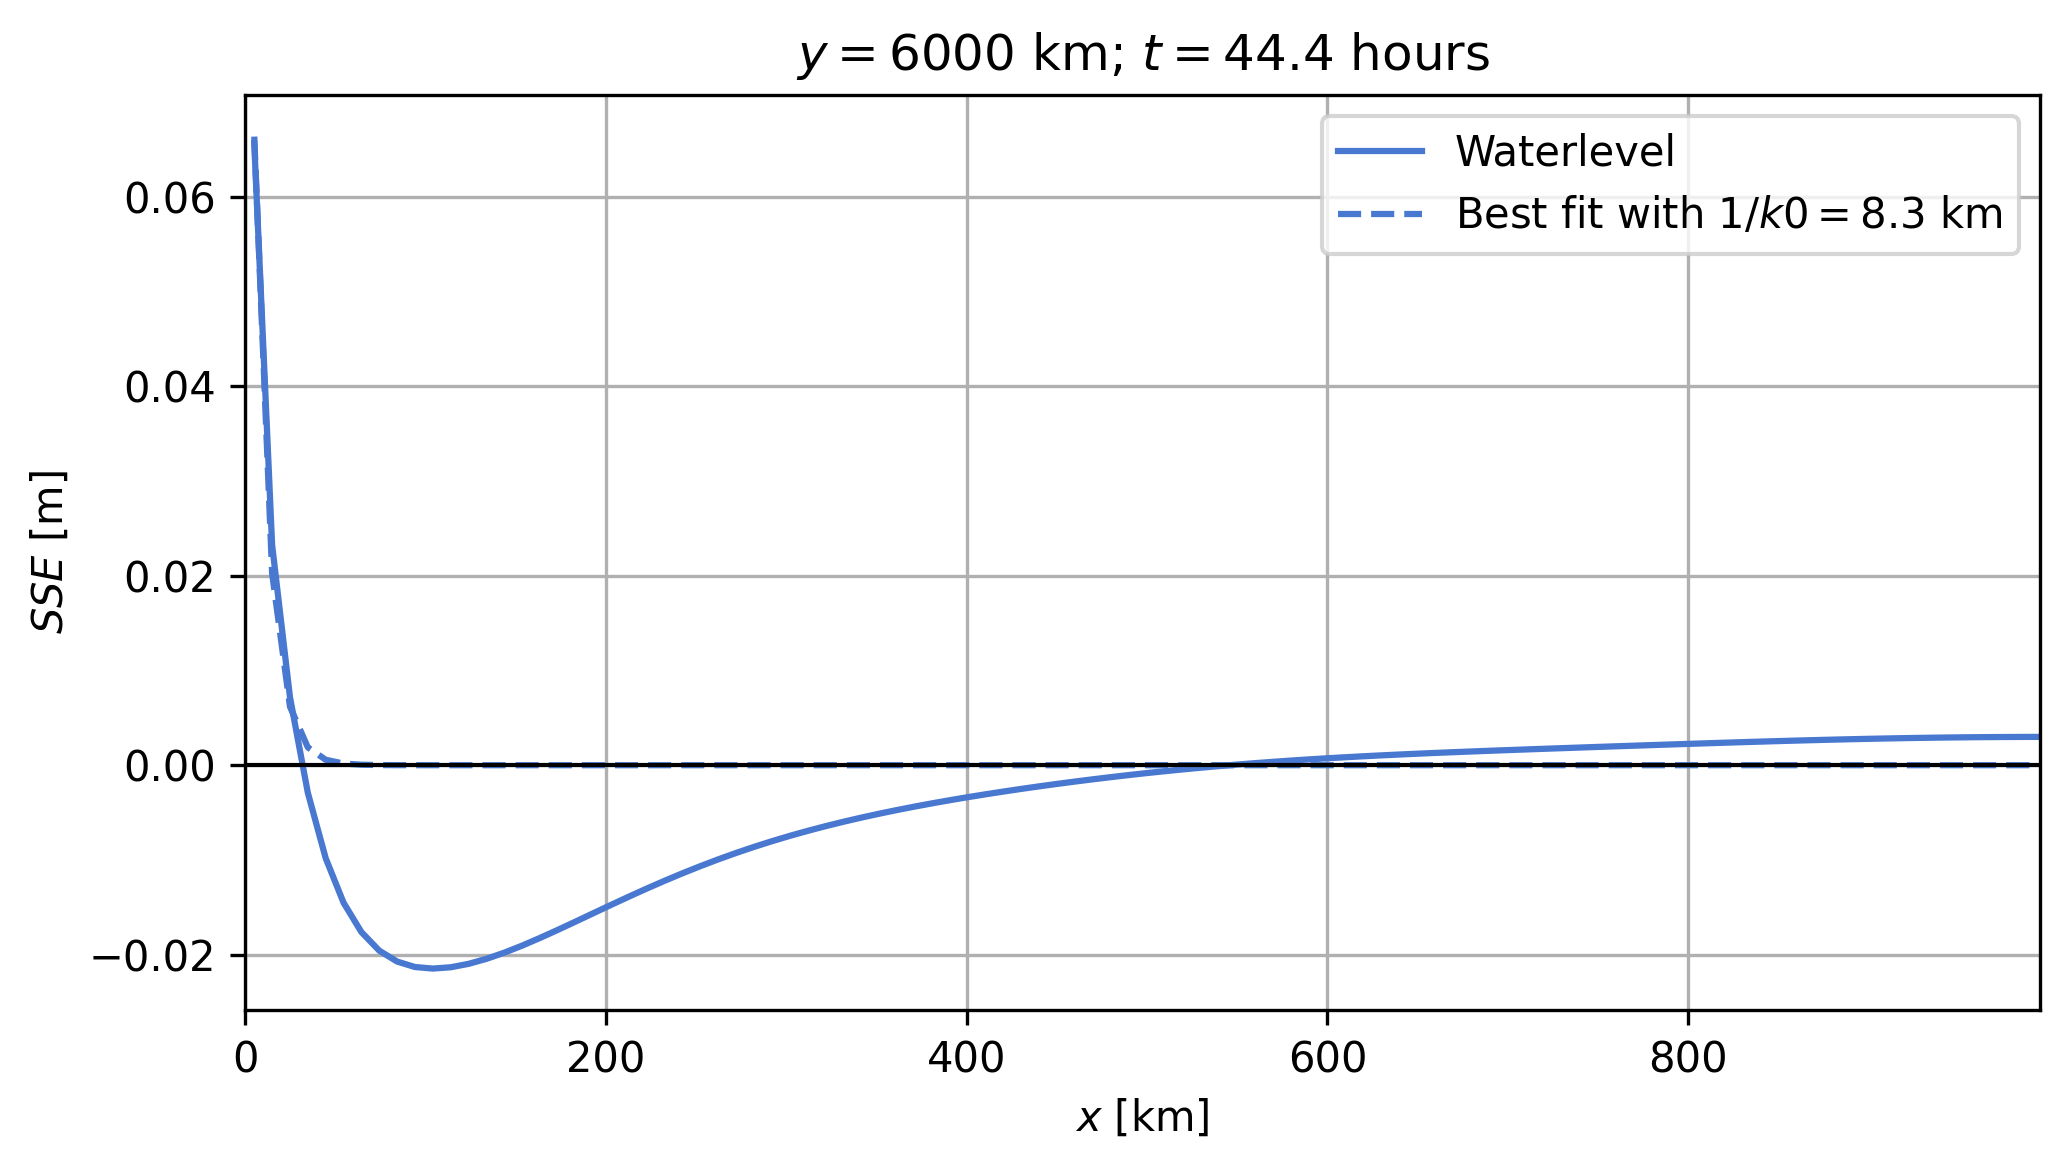 y = 6000 km; t = 44.4 hours
Waterlevel
Best fit with 1/k0 = 8.3 km
SSE [m]
0.06
0.04
0.02
0.00
−0.02
0 200 400 600 800
x [km]